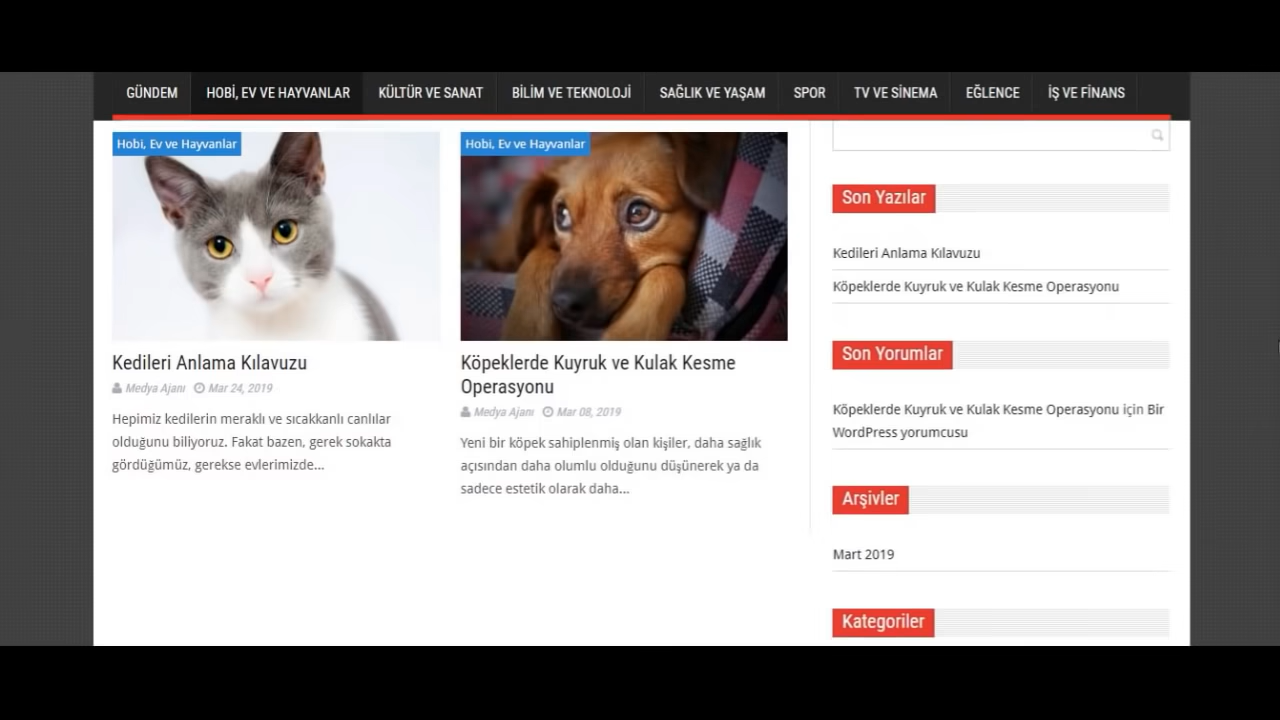 GÜNDEM HOBİ, EV VE HAYVANLAR KÜLTÜR VE SANAT BİLİM VE TEKNOLOJİ SAĞLIK VE YAŞAM SPOR TV VE SİNEMA EĞLENCE İŞ VE FİNANS
Hobi, Ev ve Hayvanlar
Kedileri Anlama Kılavuzu
Medya Ajanı Mar 24, 2019
Hepimiz kedilerin meraklı ve sıcakkanlı canlılar
olduğunu biliyoruz. Fakat bazen, gerek sokakta
gördüğümüz, gerekse evlerimizde...
Hobi, Ev ve Hayvanlar
Köpeklerde Kuyruk ve Kulak Kesme
Operasyonu
Medya Ajanı Mar 08, 2019
Yeni bir köpek sahiplenmiş olan kişiler, daha sağlık
açısından daha olumlu olduğunu düşünerek ya da
sadece estetik olarak daha...
Son Yazılar
Kedileri Anlama Kılavuzu
Köpeklerde Kuyruk ve Kulak Kesme Operasyonu
Son Yorumlar
Köpeklerde Kuyruk ve Kulak Kesme Operasyonu için Bir
WordPress yorumcusu
Arşivler
Mart 2019
Kategoriler